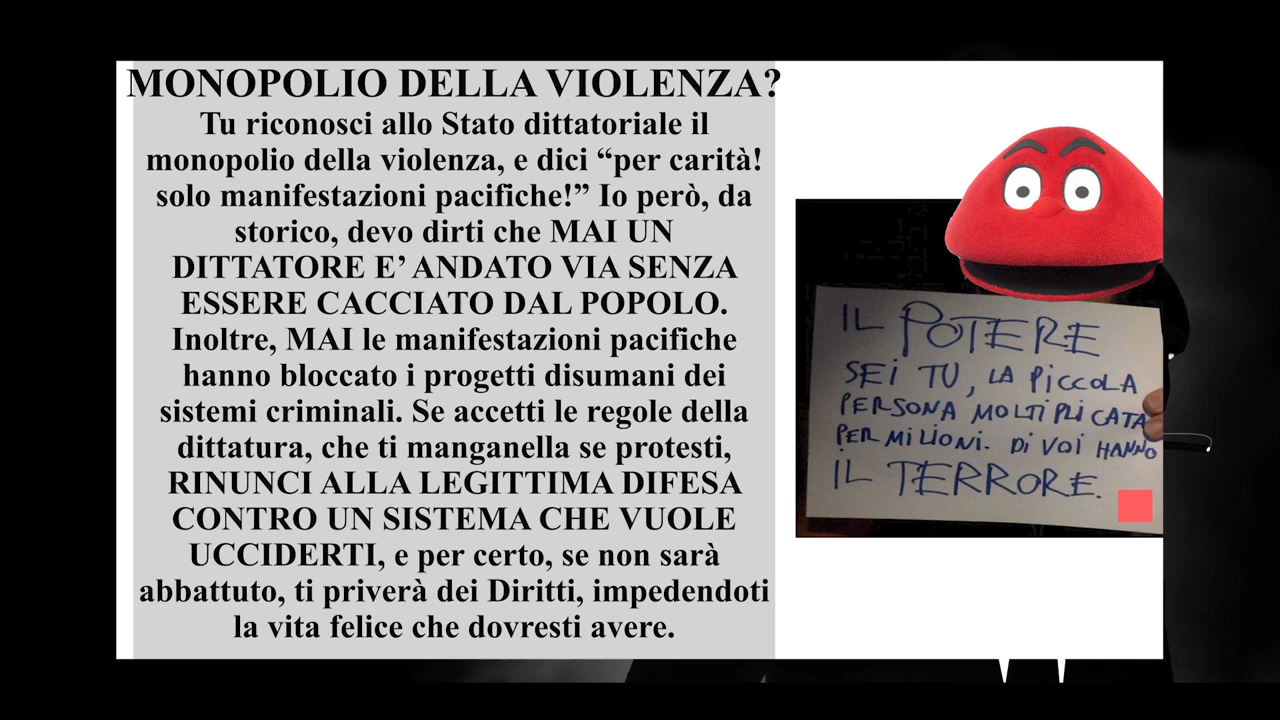 MONOPOLIO DELLA VIOLENZA?
Tu riconosci allo Stato dittatoriale il
monopolio della violenza, e dici “per carità!
solo manifestazioni pacifiche!” Io però, da
storico, devo dirti che MAI UN
DITTATORE E’ ANDATO VIA SENZA
ESSERE CACCIATO DAL POPOLO.
Inoltre, MAI le manifestazioni pacifiche
hanno bloccato i progetti disumani dei
sistemi criminali. Se accetti le regole della
dittatura, che ti manganella se protesti,
RINUNCI ALLA LEGITTIMA DIFESA
CONTRO UN SISTEMA CHE VUOLE
UCCIDERTI, e per certo, se non sarà
abbattuto, ti priverà dei Diritti, impedendoti
la vita felice che dovresti avere.
IL POTERE
SEI TU, LA PICCOLA
PERSONA MOLTIPLICATA
PER MILIONI. DI VOI HANNO
IL TERRORE.